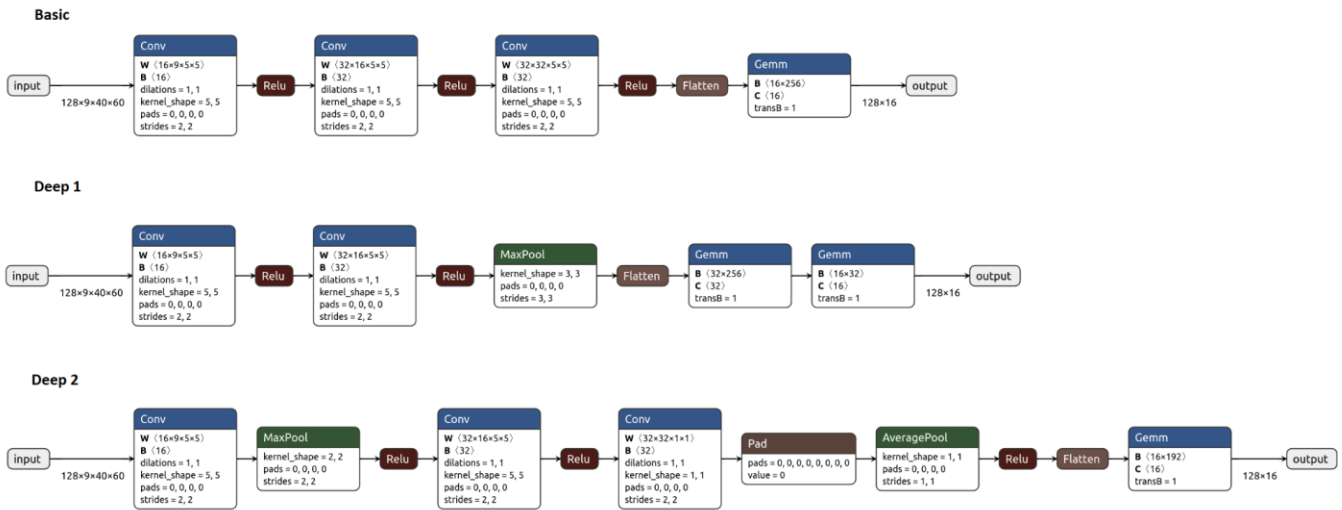 Basic
input
128×9×40×60
Conv
W ⟨16×9×5×5⟩
B ⟨16⟩
dilations = 1, 1
kernel_shape = 5, 5
pads = 0, 0, 0, 0
strides = 2, 2
Relu
Conv
W ⟨32×16×5×5⟩
B ⟨32⟩
dilations = 1, 1
kernel_shape = 5, 5
pads = 0, 0, 0, 0
strides = 2, 2
Relu
Conv
W ⟨32×32×5×5⟩
B ⟨32⟩
dilations = 1, 1
kernel_shape = 5, 5
pads = 0, 0, 0, 0
strides = 2, 2
Relu
Flatten
Gemm
B ⟨16×256⟩
C ⟨16⟩
transB = 1
128×16
output
Deep 1
input
128×9×40×60
Conv
W ⟨16×9×5×5⟩
B ⟨16⟩
dilations = 1, 1
kernel_shape = 5, 5
pads = 0, 0, 0, 0
strides = 2, 2
Relu
Conv
W ⟨32×16×5×5⟩
B ⟨32⟩
dilations = 1, 1
kernel_shape = 5, 5
pads = 0, 0, 0, 0
strides = 2, 2
Relu
MaxPool
kernel_shape = 3, 3
pads = 0, 0, 0, 0
strides = 3, 3
Flatten
Gemm
B ⟨32×256⟩
C ⟨32⟩
transB = 1
Gemm
B ⟨16×32⟩
C ⟨16⟩
transB = 1
128×16
output
Deep 2
input
128×9×40×60
Conv
W ⟨16×9×5×5⟩
B ⟨16⟩
dilations = 1, 1
kernel_shape = 5, 5
pads = 0, 0, 0, 0
strides = 2, 2
MaxPool
kernel_shape = 2, 2
pads = 0, 0, 0, 0
strides = 2, 2
Relu
Conv
W ⟨32×16×5×5⟩
B ⟨32⟩
dilations = 1, 1
kernel_shape = 5, 5
pads = 0, 0, 0, 0
strides = 2, 2
Relu
Conv
W ⟨32×32×1×1⟩
B ⟨32⟩
dilations = 1, 1
kernel_shape = 1, 1
pads = 0, 0, 0, 0
strides = 2, 2
Pad
pads = 0, 0, 0, 0, 0, 0, 0, 0
value = 0
AveragePool
kernel_shape = 1, 1
pads = 0, 0, 0, 0
strides = 1, 1
Relu
Flatten
Gemm
B ⟨16×192⟩
C ⟨16⟩
transB = 1
128×16
output